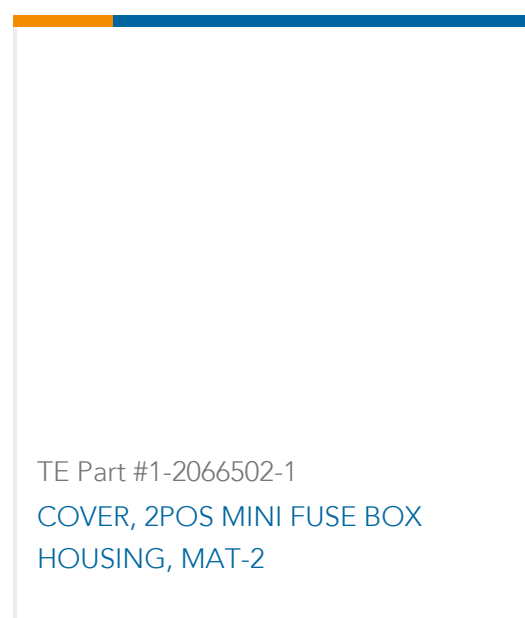 TE Part #1-2066502-1
COVER, 2POS MINI FUSE BOX
HOUSING, MAT-2